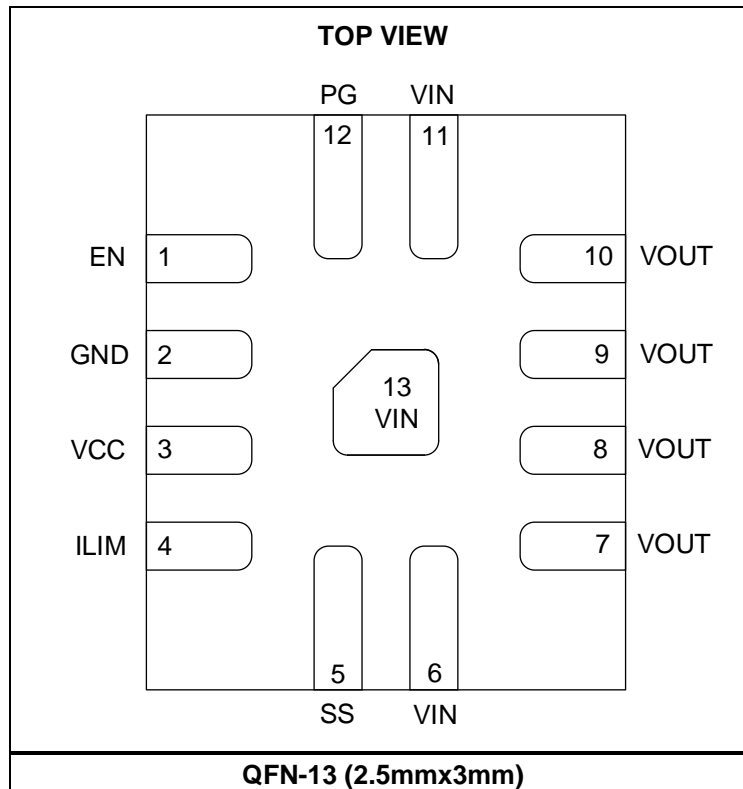 TOP VIEW
PG VIN
12 11
EN 1 10 VOUT
GND 2 9 VOUT
13
VIN
VCC 3 8 VOUT
ILIM 4 7 VOUT
5 6
SS VIN
QFN-13 (2.5mmx3mm)